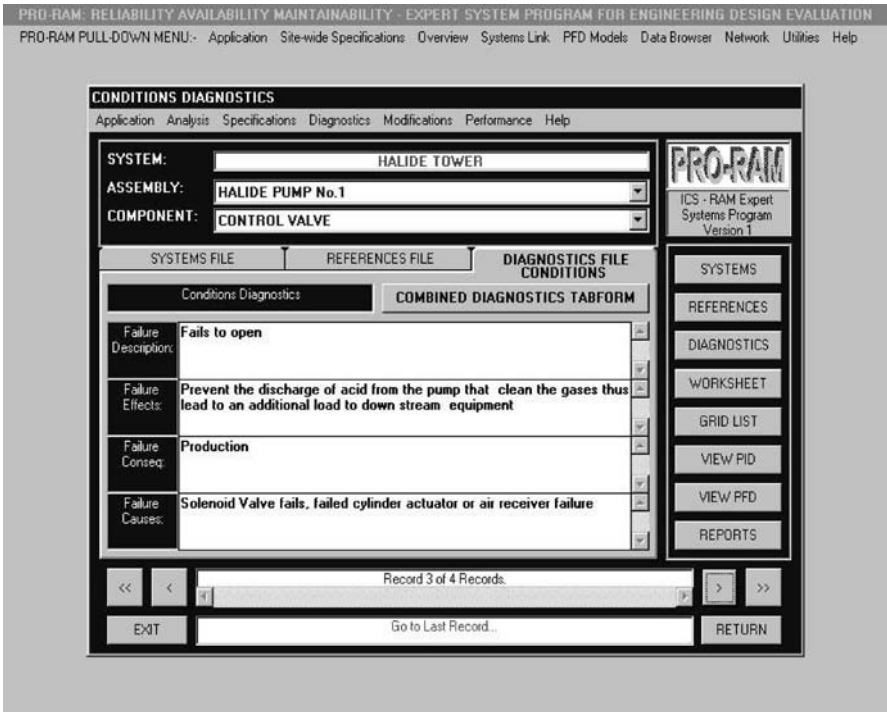 PRO-RAM: RELIABILITY AVAILABILITY MAINTAINABILITY - EXPERT SYSTEM PROGRAM FOR ENGINEERING DESIGN EVALUATION
PRO-RAM PULL-DOWN MENU:- Application Site-wide Specifications Overview Systems Link PFD Models Data Browser Network Utilities Help
CONDITIONS DIAGNOSTICS
Application Analysis Specifications Diagnostics Modifications Performance Help
SYSTEM: HALIDE TOWER
ASSEMBLY: HALIDE PUMP No.1
COMPONENT: CONTROL VALVE
PRO-RAM
ICS - RAM Expert
Systems Program
Version 1
SYSTEMS FILE REFERENCES FILE DIAGNOSTICS FILE
CONDITIONS
Conditions Diagnostics COMBINED DIAGNOSTICS TABFORM
Failure
Description:
Fails to open
Failure
Effects:
Prevent the discharge of acid from the pump that clean the gases thus
lead to an additional load to down stream equipment
Failure
Conseq:
Production
Failure
Causes:
Solenoid Valve fails, failed cylinder actuator or air receiver failure
SYSTEMS
REFERENCES
DIAGNOSTICS
WORKSHEET
GRID LIST
VIEW PID
VIEW PFD
REPORTS
<< < Record 3 of 4 Records. > >>
EXIT Go to Last Record... RETURN